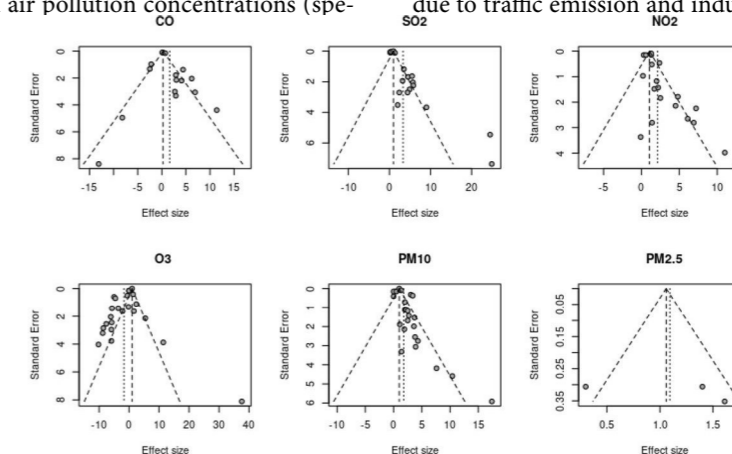 air pollution concentrations (spe-
due to traffic emission and indu
CO
SO2
NO2
Standard Error
0
2
4
6
8
-15 -10 -5 0 5 10 15
Effect size
Standard Error
0
2
4
6
-10 0 10 20
Effect size
Standard Error
0
1
2
3
4
-5 0 5 10
Effect size
O3
PM10
PM2.5
Standard Error
0
2
4
6
8
-10 0 10 20 30 40
Effect size
Standard Error
0
1
2
3
4
5
6
-10 -5 0 5 10 15
Effect size
Standard Error
0.05
0.15
0.25
0.35
0.5 1.0 1.5
Effect size